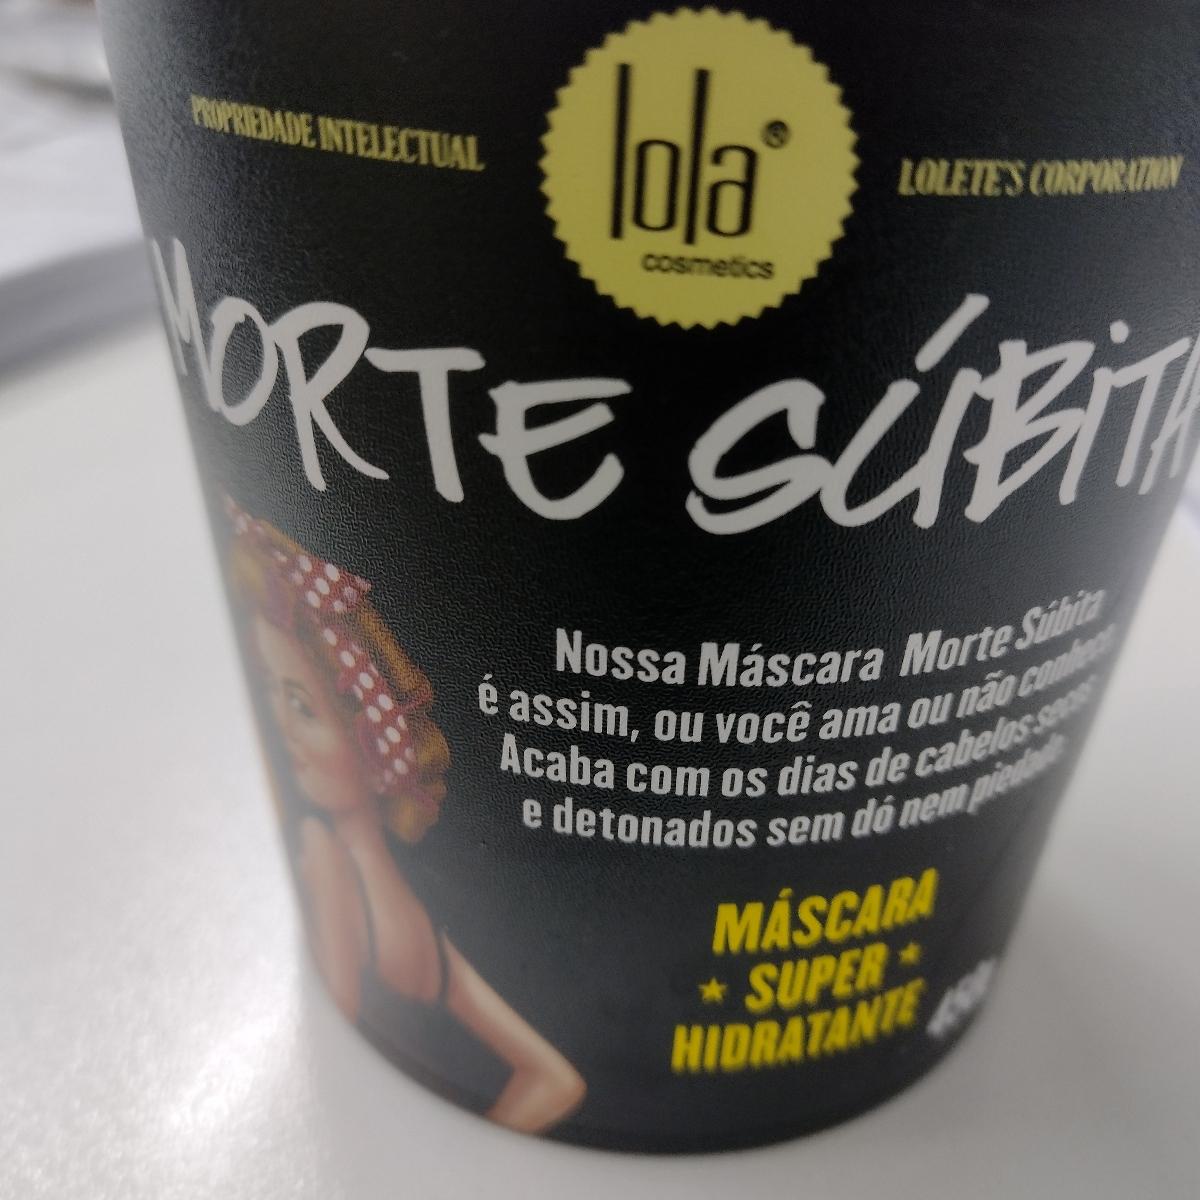 PROPRIEDADE INTELECTUAL
lola®
cosmetics
LOLETE'S CORPORATION
MORTE SÚBITA
Nossa Máscara Morte Súbita
é assim, ou você ama ou não conhece.
Acaba com os dias de cabelos secos
e detonados sem dó nem piedade.
MÁSCARA
SUPER
HIDRATANTE
450g